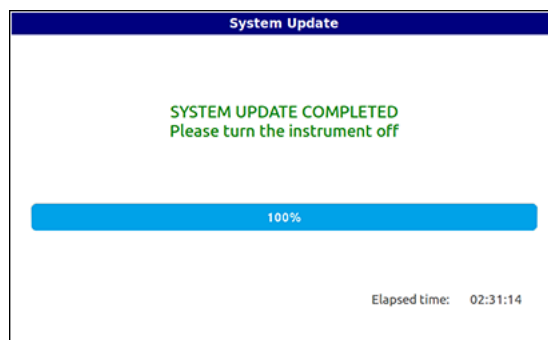 System Update
SYSTEM UPDATE COMPLETED
Please turn the instrument off
100%
Elapsed time: 02:31:14